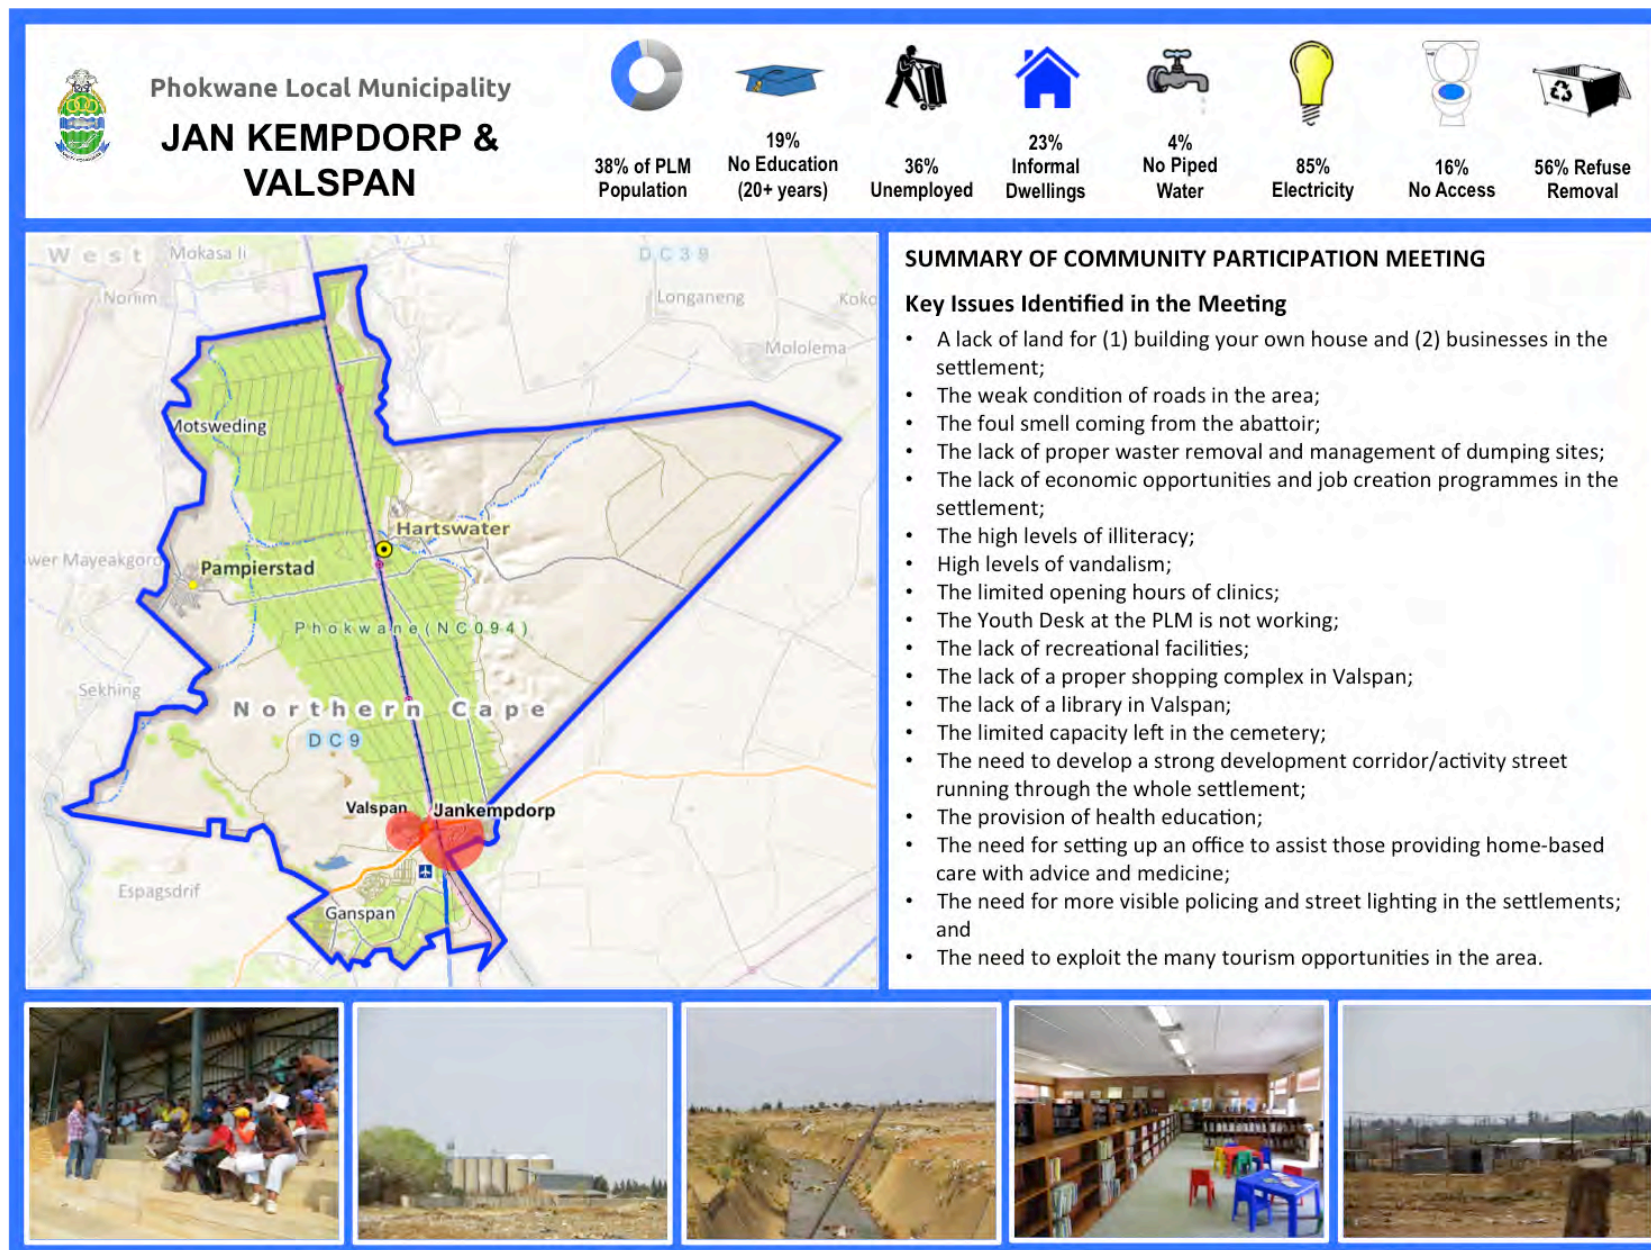 Phokwane Local Municipality
JAN KEMPDORP &
VALSPAN
38% of PLM
Population
19%
No Education
(20+ years)
36%
Unemployed
23%
Informal
Dwellings
4%
No Piped
Water
85%
Electricity
16%
No Access
56% Refuse
Removal
West
Mokasa Ii
DC39
Norlim
Longaneng
Koko
Mololema
Motsweding
Hartswater
wer Mayeakgoro
Pampierstad
Phokwane(NC094)
Sekhing
Northern Cape
DC9
Valspan
Jankempdorp
Espagsdrif
Ganspan
SUMMARY OF COMMUNITY PARTICIPATION MEETING
Key Issues Identified in the Meeting
• A lack of land for (1) building your own house and (2) businesses in the
settlement;
• The weak condition of roads in the area;
• The foul smell coming from the abattoir;
• The lack of proper waster removal and management of dumping sites;
• The lack of economic opportunities and job creation programmes in the
settlement;
• The high levels of illiteracy;
• High levels of vandalism;
• The limited opening hours of clinics;
• The Youth Desk at the PLM is not working;
• The lack of recreational facilities;
• The lack of a proper shopping complex in Valspan;
• The lack of a library in Valspan;
• The limited capacity left in the cemetery;
• The need to develop a strong development corridor/activity street
running through the whole settlement;
• The provision of health education;
• The need for setting up an office to assist those providing home-based
care with advice and medicine;
• The need for more visible policing and street lighting in the settlements;
and
• The need to exploit the many tourism opportunities in the area.